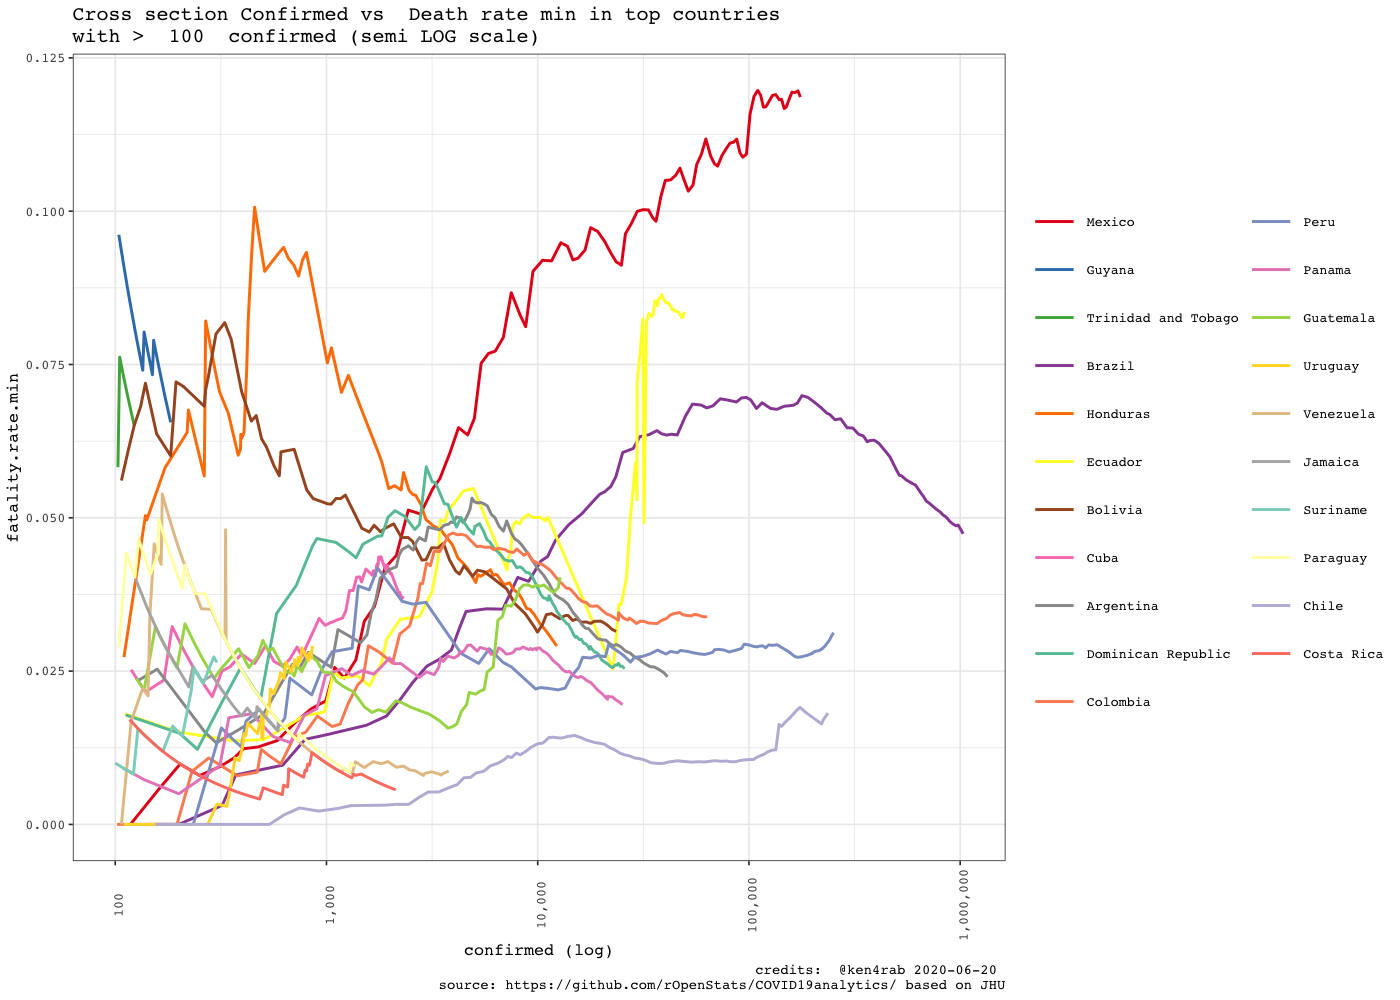 Cross section Confirmed vs  Death rate min in top countries
with >  100  confirmed (semi LOG scale)
fatality.rate.min
0.125
0.100
0.075
0.050
0.025
0.000
100
1,000
10,000
100,000
1,000,000
confirmed (log)
Mexico
Guyana
Trinidad and Tobago
Brazil
Honduras
Ecuador
Bolivia
Cuba
Argentina
Dominican Republic
Colombia
Peru
Panama
Guatemala
Uruguay
Venezuela
Jamaica
Suriname
Paraguay
Chile
Costa Rica
credits:  @ken4rab 2020-06-20
source: https://github.com/rOpenStats/COVID19analytics/ based on JHU